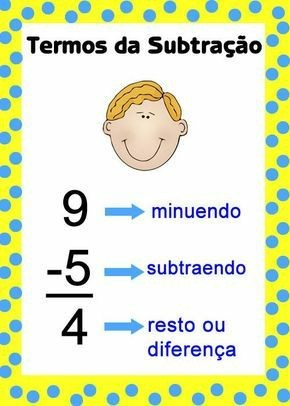 Termos da Subtração
9 minuendo
-5 subtraendo
4 resto ou
diferença